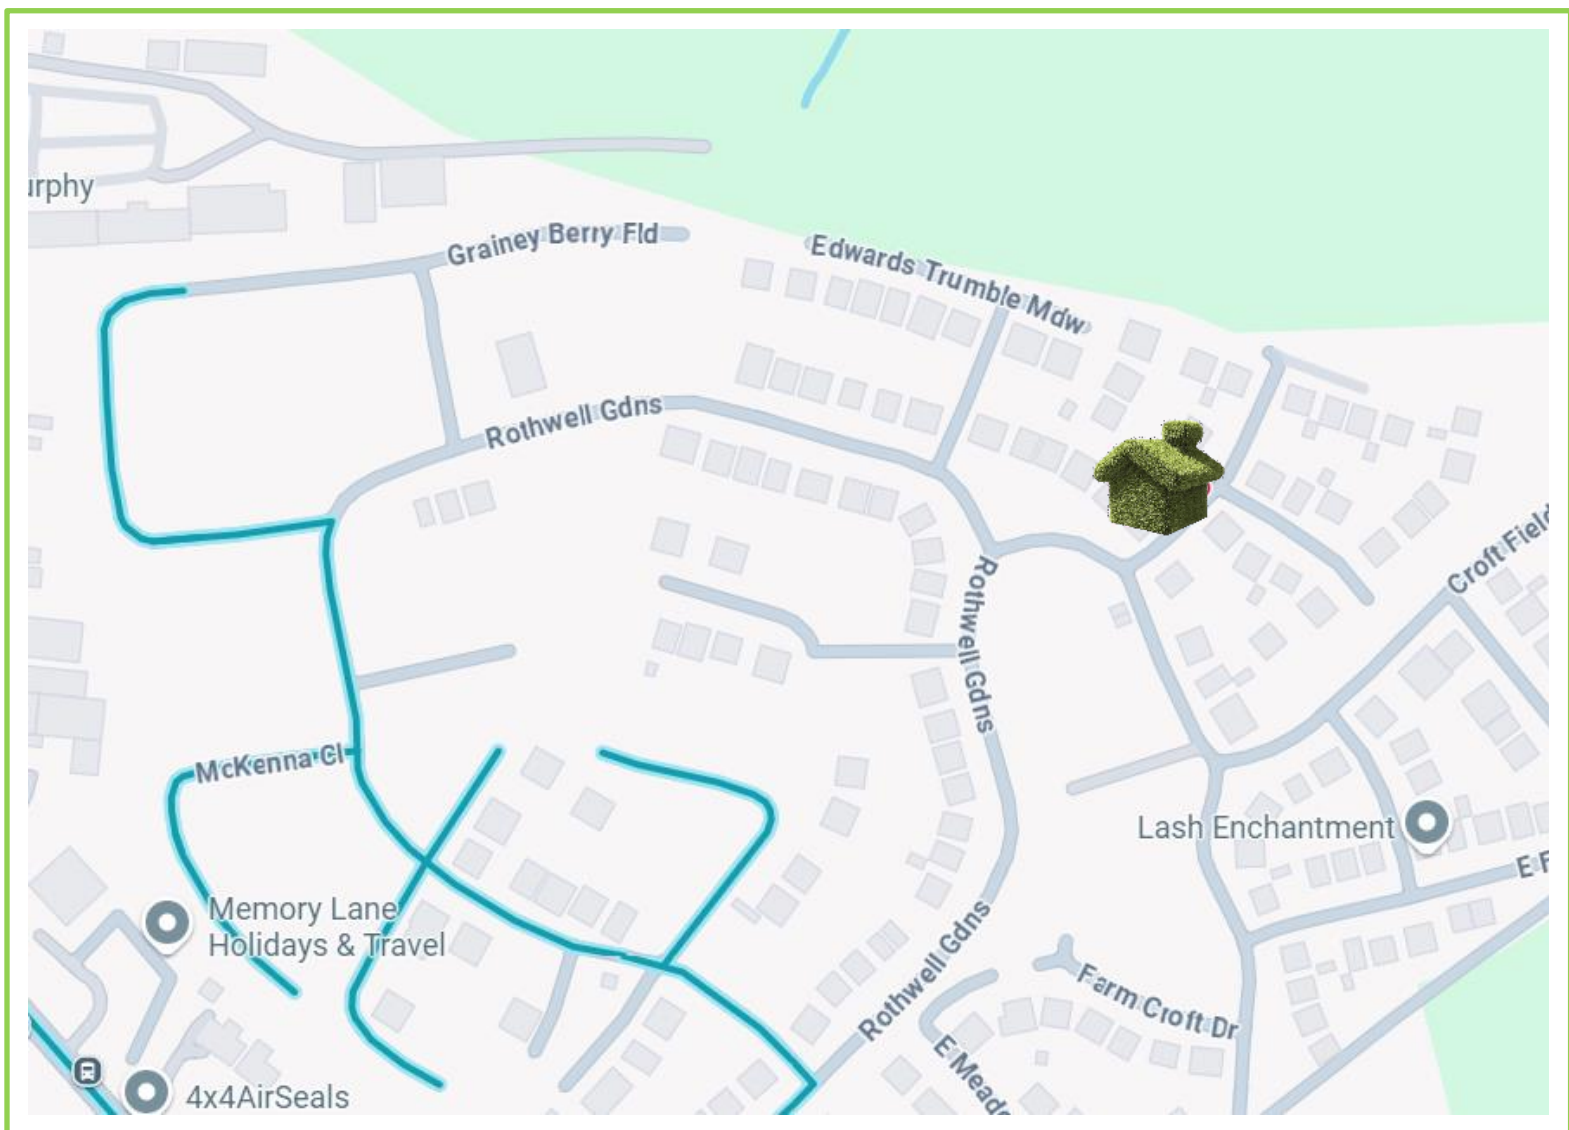 urphy
Grainey Berry Fld
Edwards Trumble Mdw
Rothwell Gdns
Croft Field
Rothwell Gdns
McKenna Cl
Lash Enchantment
E F
Memory Lane
Holidays & Travel
Rothwell Gdns
Farm Croft Dr
E Meado
4x4AirSeals